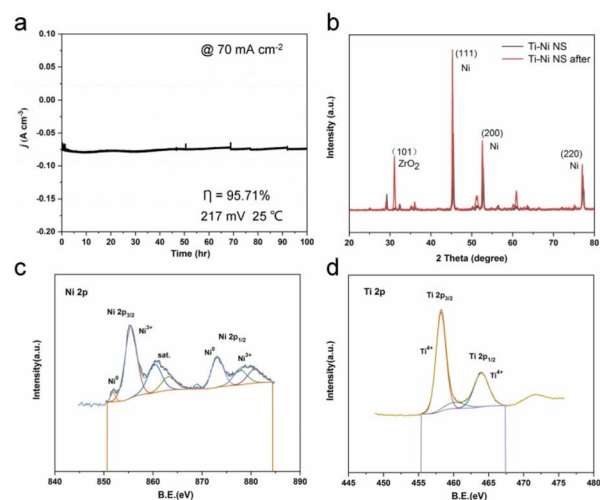 a
0.10
0.05
0.00
-0.05
-0.10
-0.15
-0.20
j (A cm⁻³)
@ 70 mA cm⁻²
η = 95.71%
217 mV 25 ℃
0 10 20 30 40 50 60 70 80 90 100
Time (hr)
b
Intensity (a.u.)
Ti-Ni NS
Ti-Ni NS after
(111)
Ni
(101)
ZrO₂
(200)
Ni
(220)
Ni
20 30 40 50 60 70 80
2 Theta (degree)
c
Ni 2p
Intensity(a.u.)
Ni 2p3/2
Ni³⁺
Ni⁰
sat.
Ni 2p1/2
Ni⁰
Ni³⁺
840 850 860 870 880 890
B.E.(eV)
d
Ti 2p
Intensity(a.u.)
Ti 2p3/2
Ti⁴⁺
Ti 2p1/2
Ti⁴⁺
445 450 455 460 465 470 475 480
B.E.(eV)